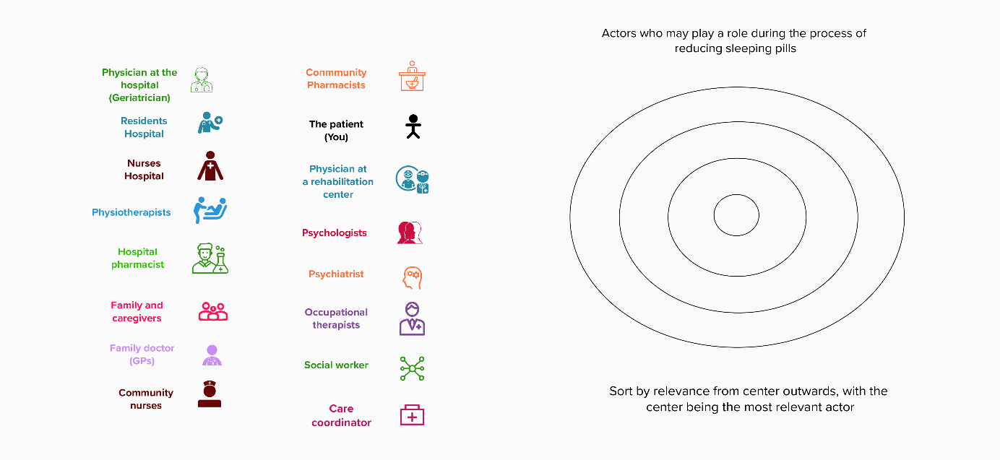 Physician at the
hospital
(Geriatrician)
Residents
Hospital
Nurses
Hospital
Physiotherapists
Hospital
pharmacist
Family and
caregivers
Family doctor
(GPs)
Community
nurses
Conmmunity
Pharmacists
The patient
(You)
Physician at
a rehabilitation
center
Psychologists
Psychiatrist
Occupational
therapists
Social worker
Care
coordinator
Actors who may play a role during the process of
reducing sleeping pills
Sort by relevance from center outwards, with the
center being the most relevant actor